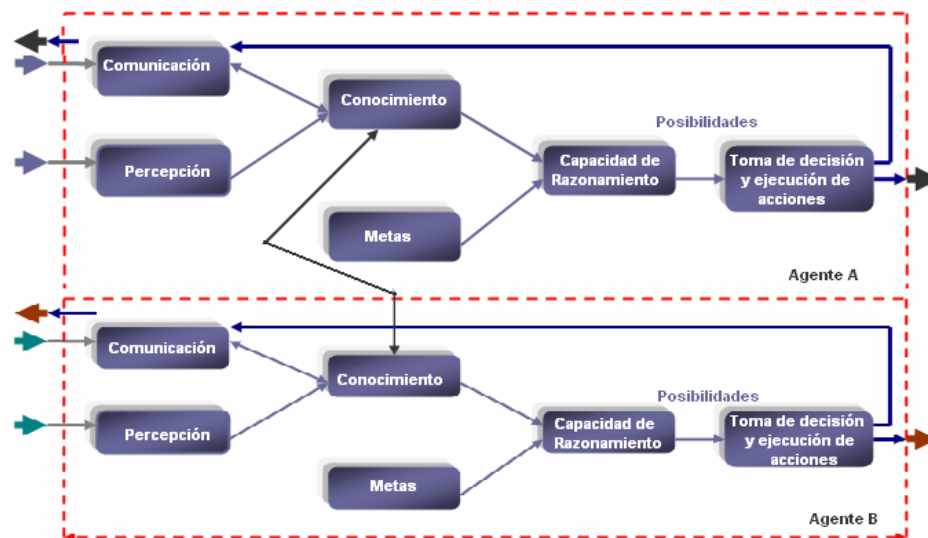 Comunicación
Conocimiento
Posibilidades
Percepción
Capacidad de
Razonamiento
Toma de decisión
y ejecución de
acciones
Metas
Agente A
Comunicación
Conocimiento
Posibilidades
Percepción
Capacidad de
Razonamiento
Toma de decisión
y ejecución de
acciones
Metas
Agente B